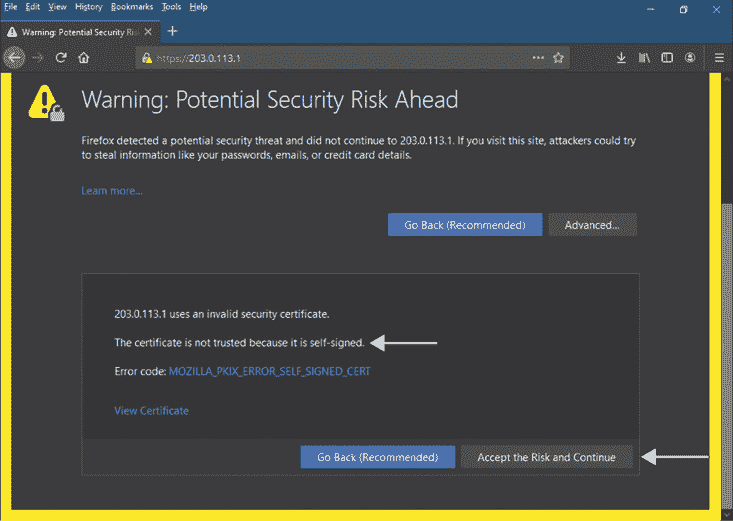 File Edit View History Bookmarks Tools Help
Warning: Potential Security Ris
https://203.0.113.1
Warning: Potential Security Risk Ahead
Firefox detected a potential security threat and did not continue to 203.0.113.1. If you visit this site, attackers could try
to steal information like your passwords, emails, or credit card details.
Learn more...
Go Back (Recommended) Advanced...
203.0.113.1 uses an invalid security certificate.
The certificate is not trusted because it is self-signed.
Error code: MOZILLA_PKIX_ERROR_SELF_SIGNED_CERT
View Certificate
Go Back (Recommended) Accept the Risk and Continue